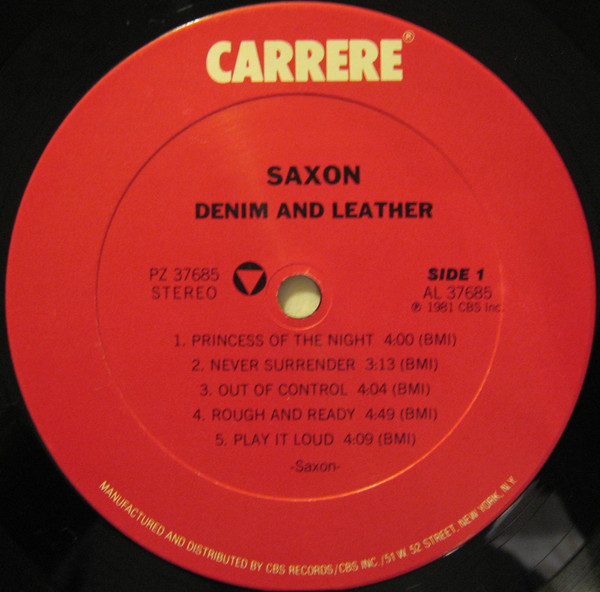 CARRERE®
SAXON
DENIM AND LEATHER
PZ 37685
STEREO
SIDE 1
AL 37685
℗ 1981 CBS Inc.
1. PRINCESS OF THE NIGHT 4:00 (BMI)
2. NEVER SURRENDER 3:13 (BMI)
3. OUT OF CONTROL 4:04 (BMI)
4. ROUGH AND READY 4:49 (BMI)
5. PLAY IT LOUD 4:09 (BMI)
-Saxon-
MANUFACTURED AND DISTRIBUTED BY CBS RECORDS/CBS INC./51 W. 52 STREET, NEW YORK, N.Y.